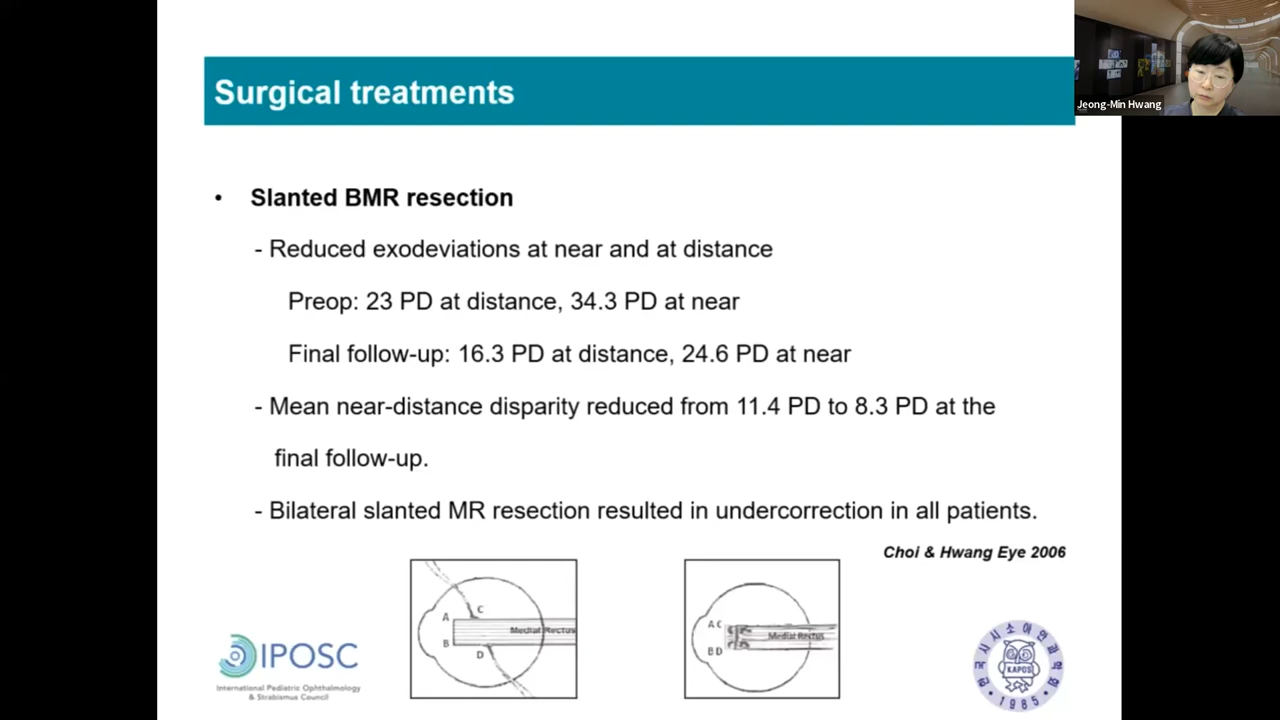 Surgical treatments
Jeong-Min Hwang
• Slanted BMR resection
- Reduced exodeviations at near and at distance
Preop: 23 PD at distance, 34.3 PD at near
Final follow-up: 16.3 PD at distance, 24.6 PD at near
- Mean near-distance disparity reduced from 11.4 PD to 8.3 PD at the
final follow-up.
- Bilateral slanted MR resection resulted in undercorrection in all patients.
Choi & Hwang Eye 2006
A
C
Medial Rectus
B
D
A C
Medial Rectus
B D
IPOSC
International Pediatric Ophthalmology
& Strabismus Council
KAPOS
1985